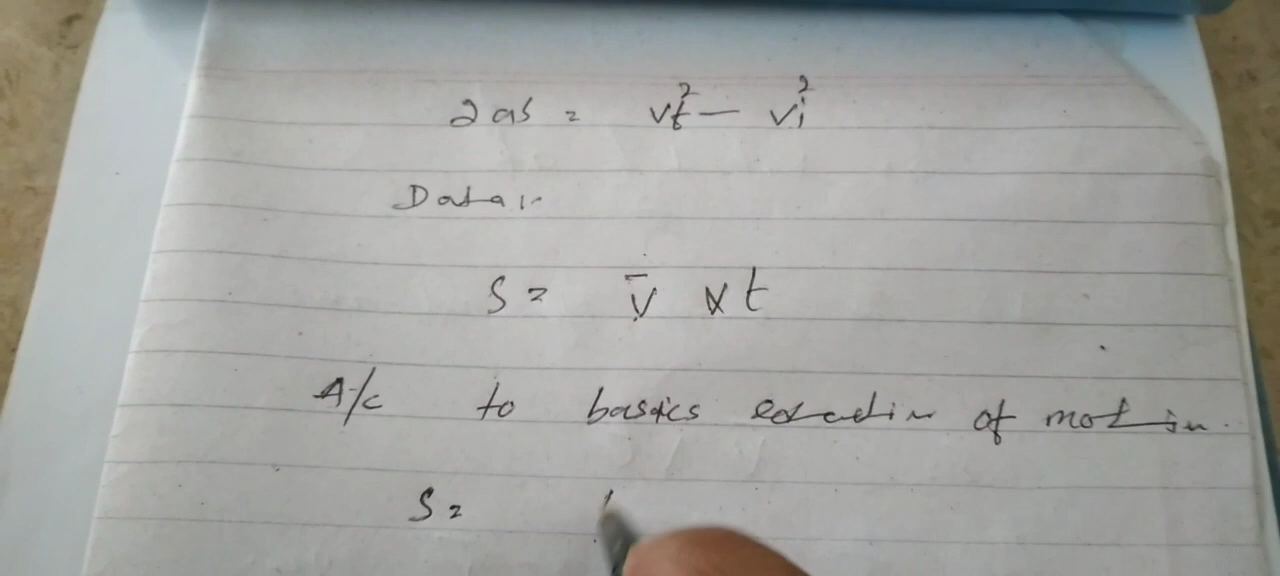 2as = vf² - vi²
Data:-
S = v̄ x t
A/c to basics equation of motion.
S =